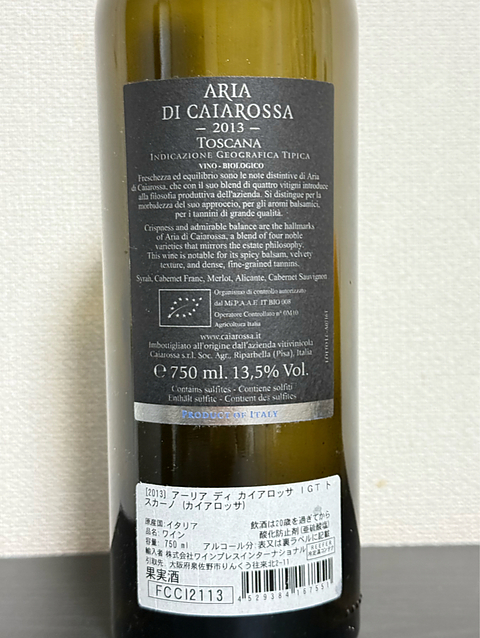 ARIA
DI CAIAROSSA
— 2013 —
TOSCANA
INDICAZIONE GEOGRAFICA TIPICA
VINO - BIOLOGICO
Freschezza ed equilibrio sono le note distintive di Aria
di Caiarossa, che con il suo blend di quattro vitigni introduce
alla filosofia produttiva dell'azienda. Si distingue per la
morbidezza del suo approccio, per gli aromi balsamici,
per i tannini di grande qualità.
Crispness and admirable balance are the hallmarks
of Aria di Caiarossa, a blend of four noble
varieties that mirrors the estate philosophy.
This wine is notable for its spicy balsam, velvety
texture, and dense, fine-grained tannins.
Syrah, Cabernet Franc, Merlot, Alicante, Cabernet Sauvignon
Organismo di controllo autorizzato
dal Mi.P.A.A.F. IT BIO 008
Operatore Controllato n°
Agricoltura Italia
www.caiarossa.it
Imbottigliato all'origine dall'azienda vitivinicola
Caiarossa s.r.l. Soc. Agr., Riparbella (Pisa), Italia
℮ 750 ml. 13,5% Vol.
Contains sulfites - Contiene solfiti
Enthält sulfite - Contient des sulfites
PRODUCT OF ITALY
[2013] アーリア ディ カイアロッサ IGT ト
スカーノ (カイアロッサ)
原産国:イタリア
品名: ワイン
容量: 750 ml
飲酒は20歳を過ぎてから
酸化防止剤(亜硫酸塩)
アルコール分:表又は裏ラベルに記載
輸入者 株式会社ワインプレスインターナショナル
引取先、大阪府泉佐野市りんくう往来北2-11
果実酒
FCCI2113
4 529384 167557